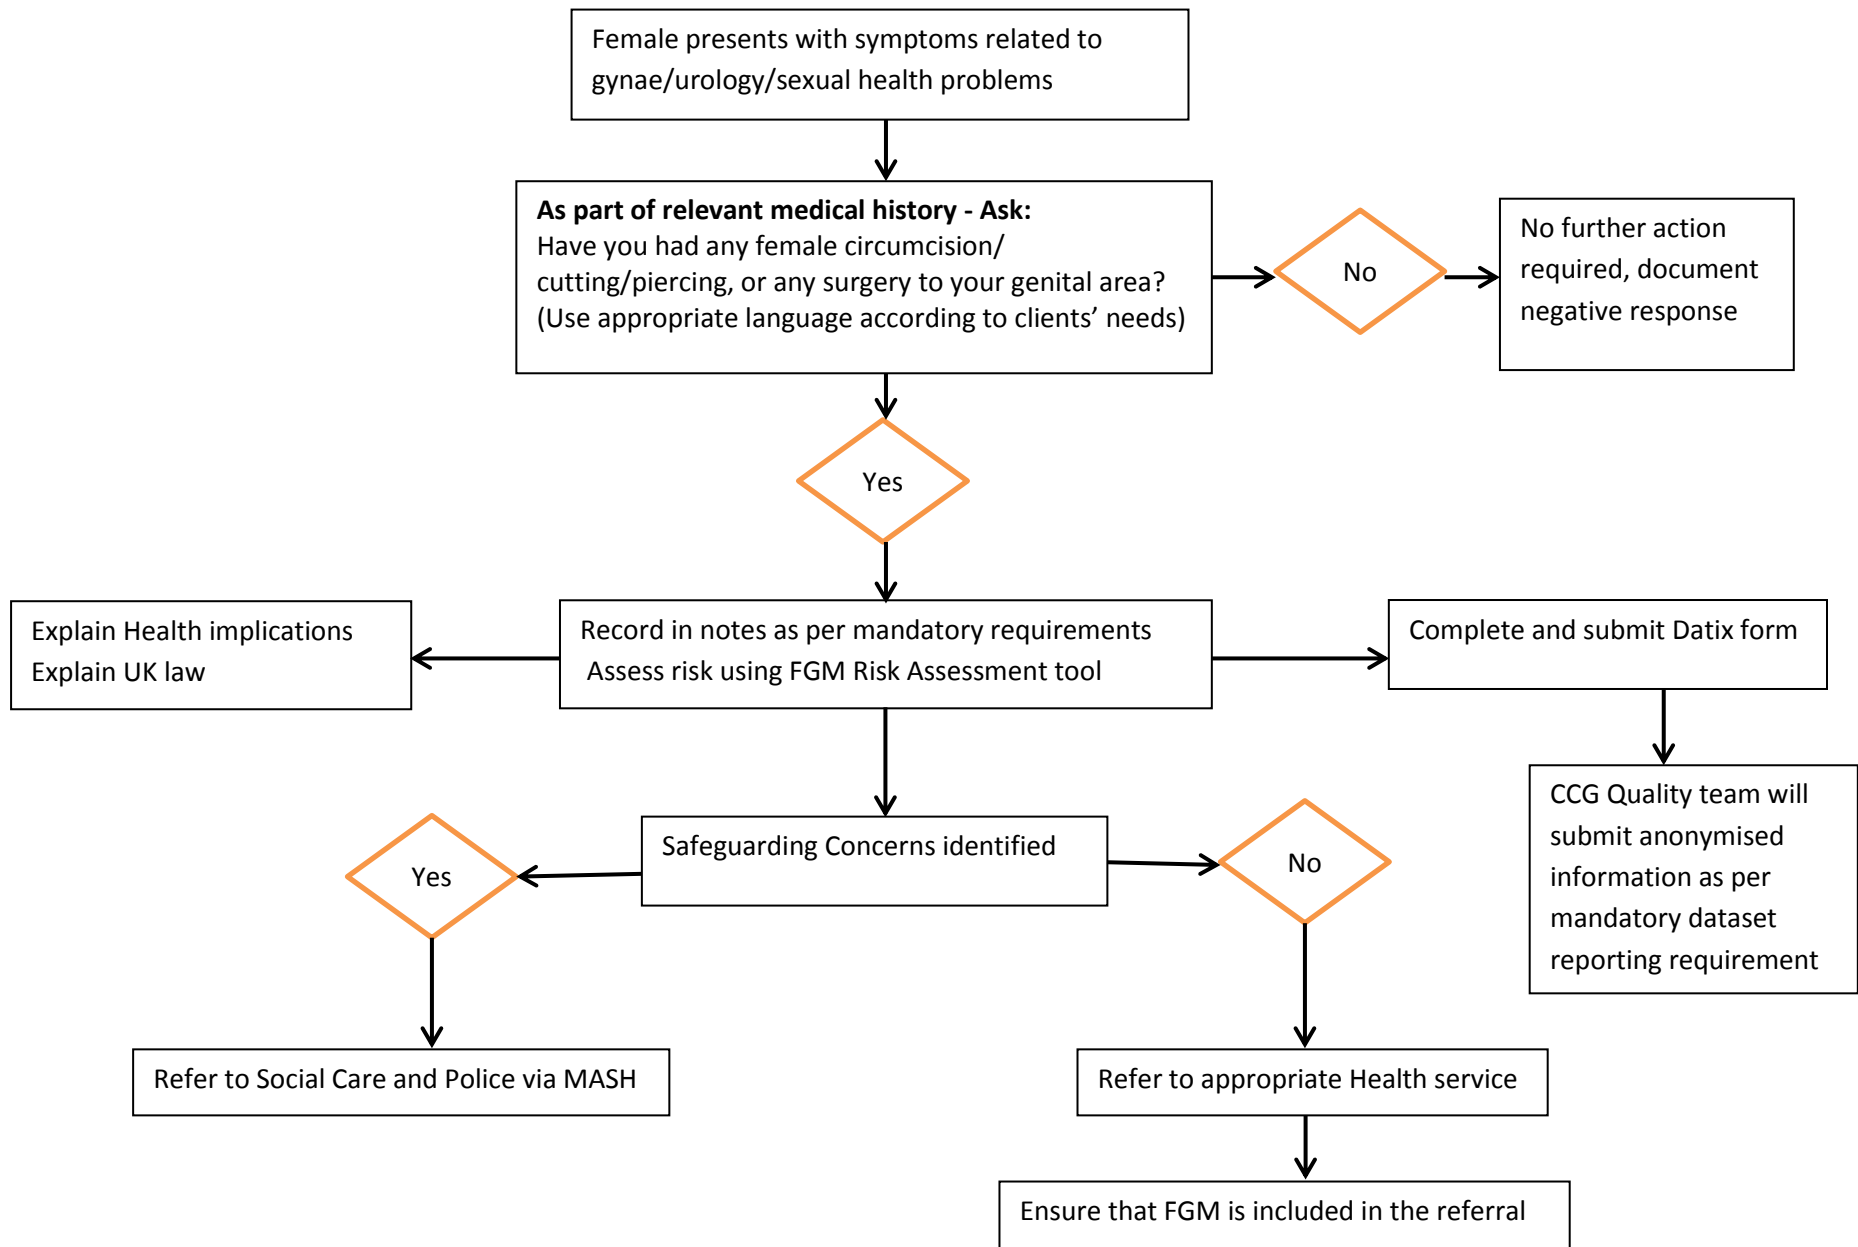 Female presents with symptoms related to
gynae/urology/sexual health problems
As part of relevant medical history - Ask:
Have you had any female circumcision/
cutting/piercing, or any surgery to your genital area?
(Use appropriate language according to clients’ needs)
No
No further action
required, document
negative response
Yes
Explain Health implications
Explain UK law
Record in notes as per mandatory requirements
Assess risk using FGM Risk Assessment tool
Complete and submit Datix form
CCG Quality team will
submit anonymised
information as per
mandatory dataset
reporting requirement
Safeguarding Concerns identified
Yes
No
Refer to Social Care and Police via MASH
Refer to appropriate Health service
Ensure that FGM is included in the referral